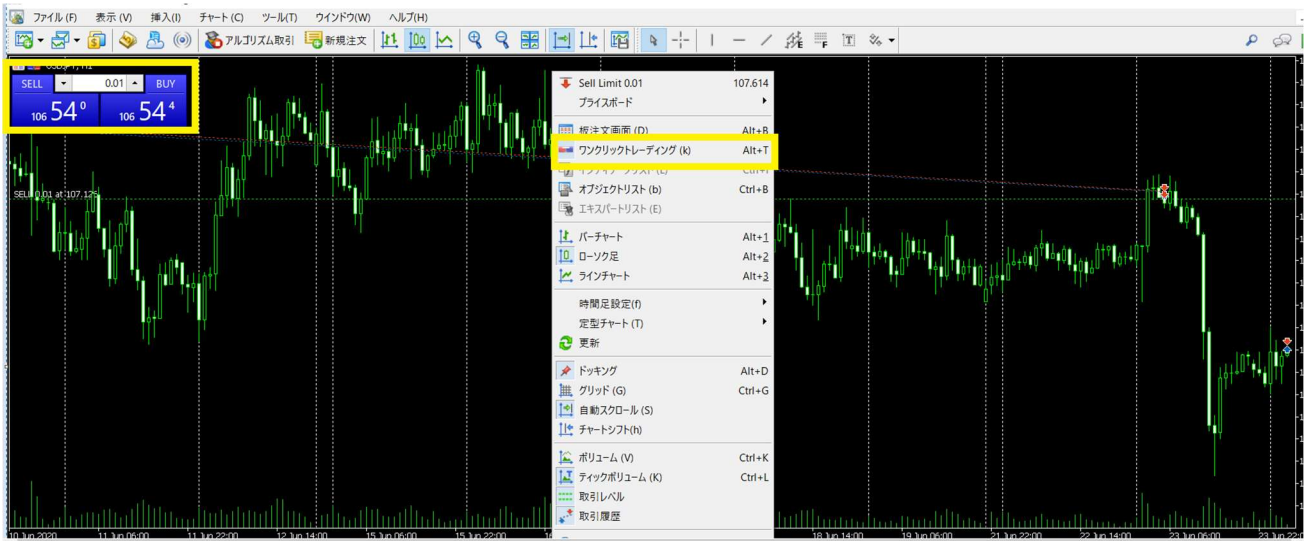 ファイル (F) 表示 (V) 挿入(I) チャート (C) ツール(T) ウインドウ(W) ヘルプ(H)
アルゴリズム取引 新規注文
SELL 0.01 BUY
106 54 0 106 54 4
SELL 0.01 at 107.125
Sell Limit 0.01 107.614
プライスボード
板注文画面 (D) Alt+B
ワンクリックトレーディング (k) Alt+T
オブジェクトリスト (b) Ctrl+B
エキスパートリスト (E)
バーチャート Alt+1
ローソク足 Alt+2
ラインチャート Alt+3
時間足設定(f)
定型チャート (T)
更新
ドッキング Alt+D
グリッド (G) Ctrl+G
自動スクロール (S)
チャートシフト(h)
ボリューム (V) Ctrl+K
ティックボリューム (K) Ctrl+L
取引レベル
取引履歴
10 Jun 2020 11 Jun 06:00 11 Jun 22:00 12 Jun 14:00 15 Jun 06:00 15 Jun 22:00 18 Jun 14:00 19 Jun 06:00 21 Jun 22:00 22 Jun 14:00 23 Jun 06:00 23 Jun 22:0